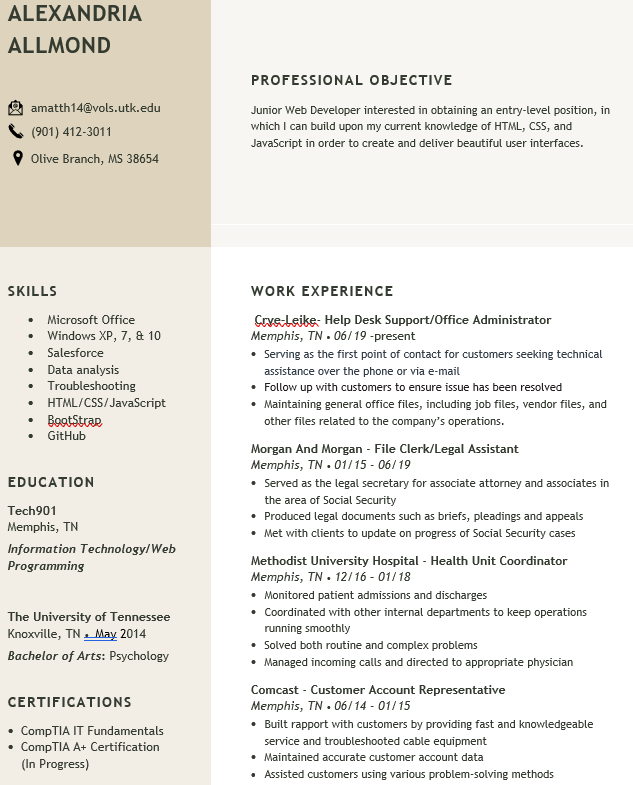 ALEXANDRIA
ALLMOND
amatth14@vols.utk.edu
(901) 412-3011
Olive Branch, MS 38654
PROFESSIONAL OBJECTIVE
Junior Web Developer interested in obtaining an entry-level position, in
which I can build upon my current knowledge of HTML, CSS, and
JavaScript in order to create and deliver beautiful user interfaces.
SKILLS
• Microsoft Office
• Windows XP, 7, & 10
• Salesforce
• Data analysis
• Troubleshooting
• HTML/CSS/JavaScript
• BootStrap
• GitHub
EDUCATION
Tech901
Memphis, TN
Information Technology/Web
Programming
The University of Tennessee
Knoxville, TN • May 2014
Bachelor of Arts: Psychology
CERTIFICATIONS
• CompTIA IT Fundamentals
• CompTIA A+ Certification
(In Progress)
WORK EXPERIENCE
Crye-Leike- Help Desk Support/Office Administrator
Memphis, TN • 06/19 -present
• Serving as the first point of contact for customers seeking technical
assistance over the phone or via e-mail
• Follow up with customers to ensure issue has been resolved
• Maintaining general office files, including job files, vendor files, and
other files related to the company's operations.
Morgan And Morgan - File Clerk/Legal Assistant
Memphis, TN • 01/15 - 06/19
• Served as the legal secretary for associate attorney and associates in
the area of Social Security
• Produced legal documents such as briefs, pleadings and appeals
• Met with clients to update on progress of Social Security cases
Methodist University Hospital - Health Unit Coordinator
Memphis, TN • 12/16 - 01/18
• Monitored patient admissions and discharges
• Coordinated with other internal departments to keep operations
running smoothly
• Solved both routine and complex problems
• Managed incoming calls and directed to appropriate physician
Comcast - Customer Account Representative
Memphis, TN • 06/14 - 01/15
• Built rapport with customers by providing fast and knowledgeable
service and troubleshooted cable equipment
• Maintained accurate customer account data
• Assisted customers using various problem-solving methods